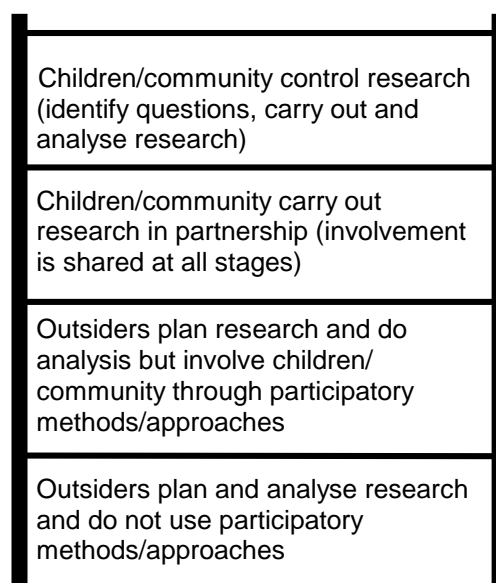 Children/community control research
(identify questions, carry out and
analyse research)
Children/community carry out
research in partnership (involvement
is shared at all stages)
Outsiders plan research and do
analysis but involve children/
community through participatory
methods/approaches
Outsiders plan and analyse research
and do not use participatory
methods/approaches